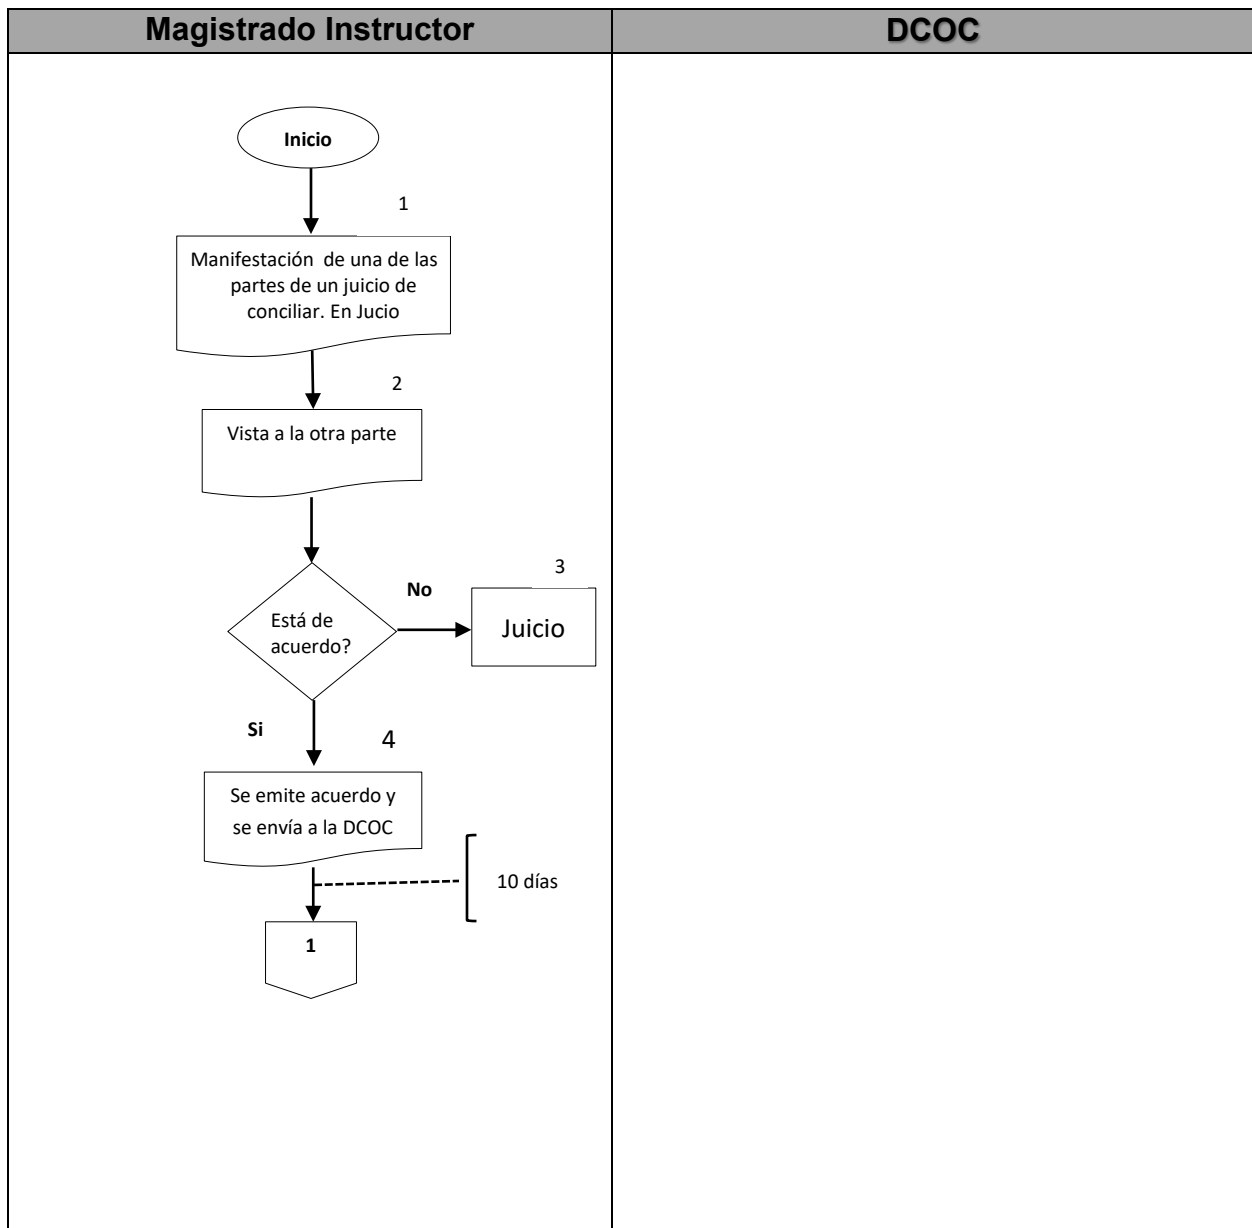 Magistrado Instructor
DCOC
Inicio
1
Manifestación de una de las
partes de un juicio de
conciliar. En Jucio
2
Vista a la otra parte
Está de
acuerdo?
No
3
Juicio
Si
4
Se emite acuerdo y
se envía a la DCOC
10 días
1